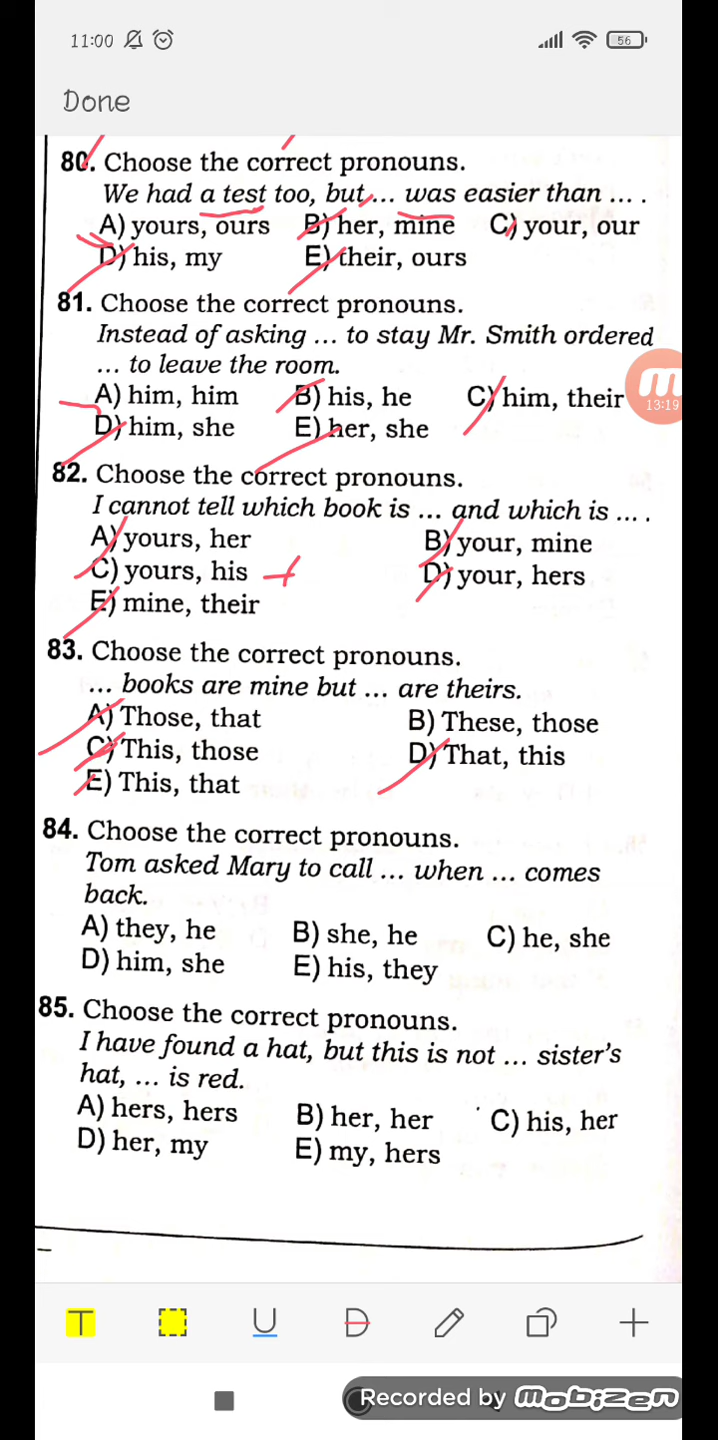 11:00
56
Done
80. Choose the correct pronouns.
We had a test too, but ... was easier than ... .
A) yours, ours B) her, mine C) your, our
D) his, my E) their, ours
81. Choose the correct pronouns.
Instead of asking ... to stay Mr. Smith ordered
... to leave the room.
A) him, him B) his, he C) him, their
D) him, she E) her, she
13:19
82. Choose the correct pronouns.
I cannot tell which book is ... and which is ... .
A) yours, her B) your, mine
C) yours, his D) your, hers
E) mine, their
83. Choose the correct pronouns.
... books are mine but ... are theirs.
A) Those, that B) These, those
C) This, those D) That, this
E) This, that
84. Choose the correct pronouns.
Tom asked Mary to call ... when ... comes
back.
A) they, he B) she, he C) he, she
D) him, she E) his, they
85. Choose the correct pronouns.
I have found a hat, but this is not ... sister's
hat, ... is red.
A) hers, hers B) her, her C) his, her
D) her, my E) my, hers
T U D
Recorded by mobizen